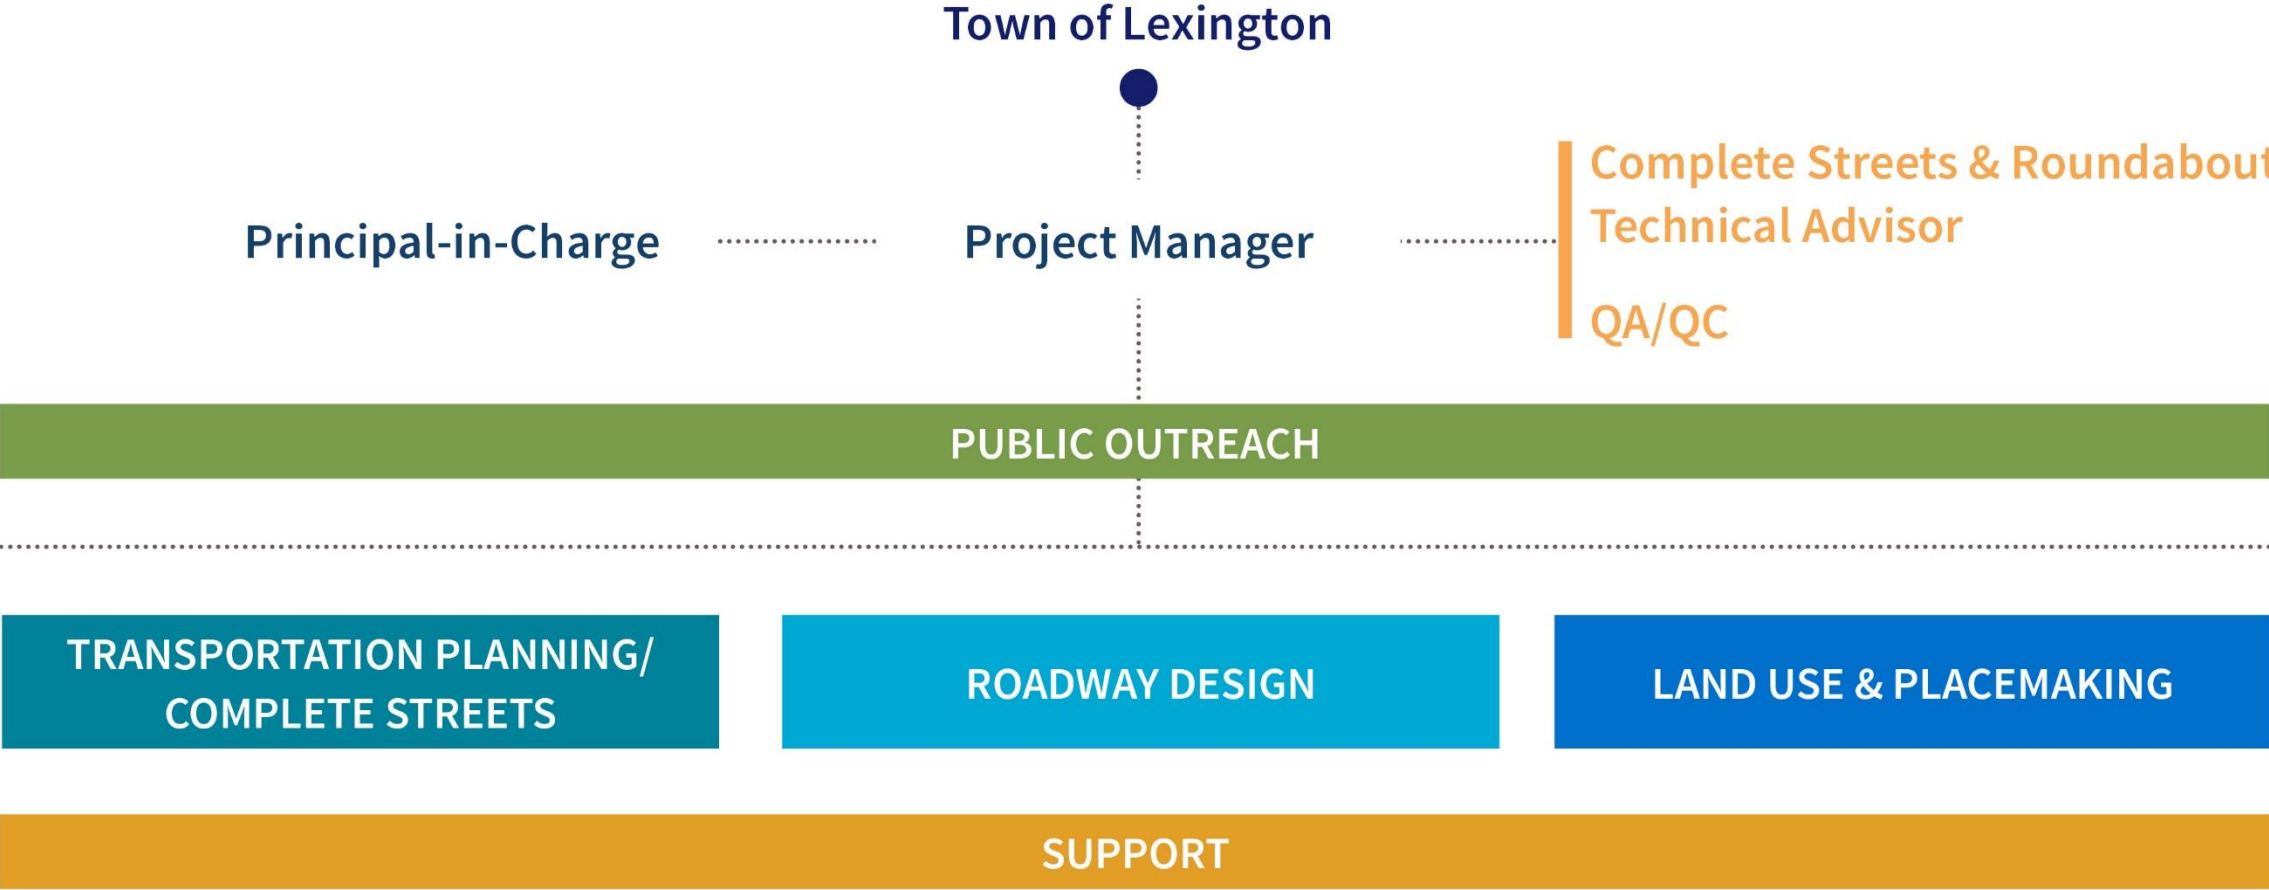 Town of Lexington
Principal-in-Charge
Project Manager
Complete Streets & Roundabout
Technical Advisor
QA/QC
PUBLIC OUTREACH
TRANSPORTATION PLANNING/
COMPLETE STREETS
ROADWAY DESIGN
LAND USE & PLACEMAKING
SUPPORT